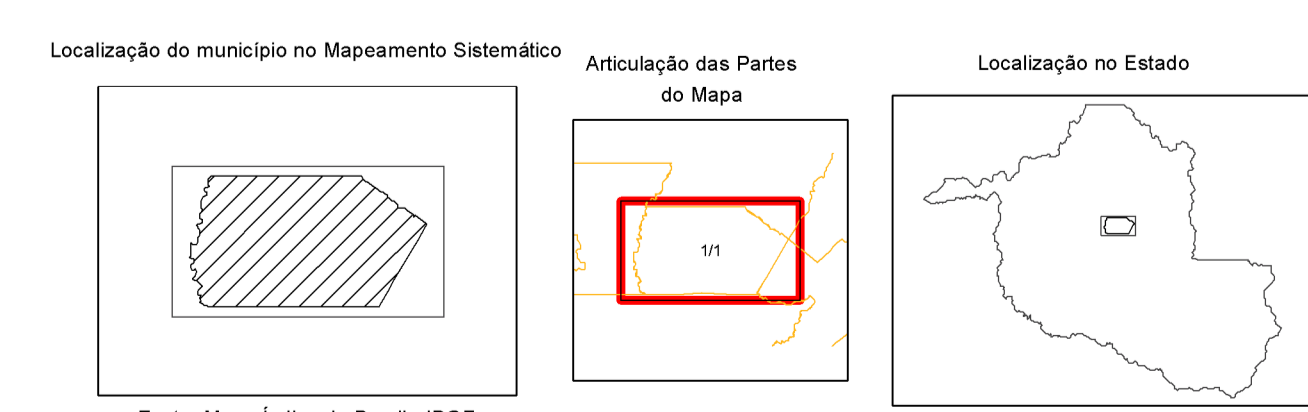 Localização do município no Mapeamento Sistemático
Articulação das Partes
do Mapa
Localização no Estado
1/1